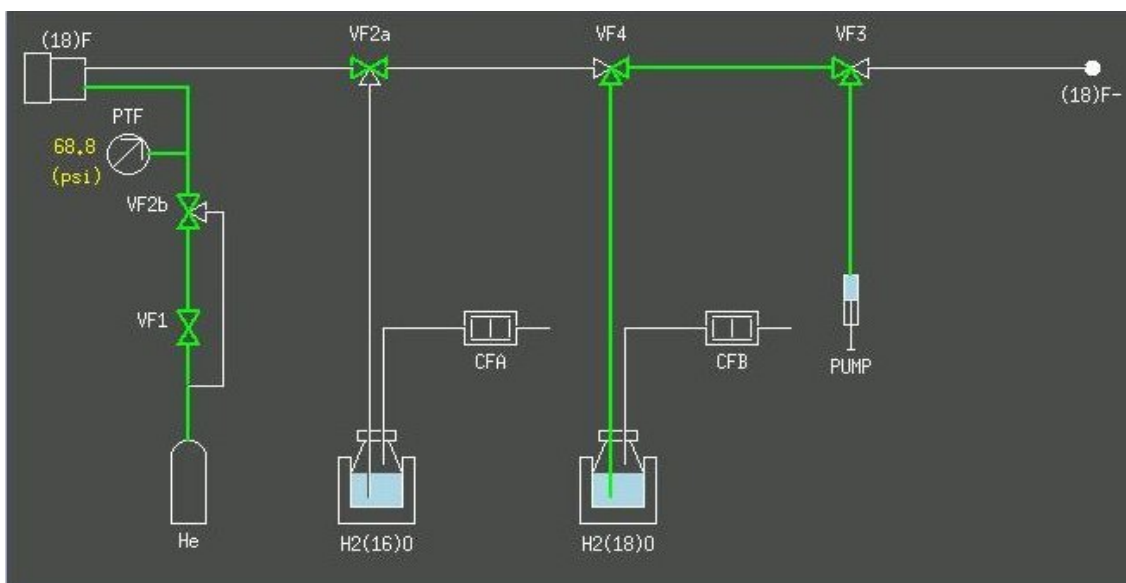 (18)F
VF2a
VF4
VF3
(18)F-
PTF
68.8
(psi)
VF2b
VF1
CFA
CFB
PUMP
He
H2(16)O
H2(18)O